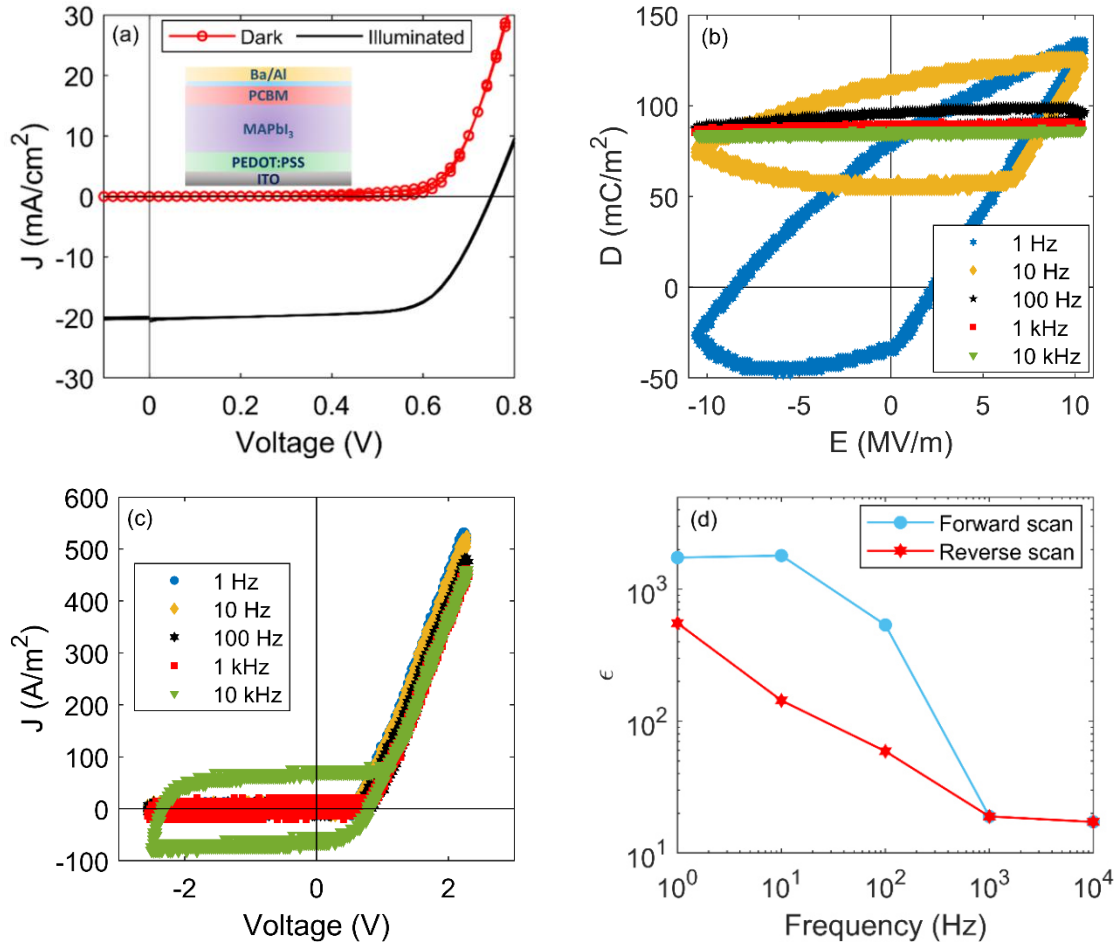 (a)
Dark
Illuminated
Ba/Al
PCBM
MAPbI₃
PEDOT:PSS
ITO
30
20
10
0
-10
-20
-30
0
0.2
0.4
0.6
0.8
J (mA/cm²)
Voltage (V)
(b)
150
100
50
0
-50
-10
-5
0
5
10
D (mC/m²)
E (MV/m)
1 Hz
10 Hz
100 Hz
1 kHz
10 kHz
(c)
600
500
400
300
200
100
0
-100
-2
0
2
J (A/m²)
Voltage (V)
1 Hz
10 Hz
100 Hz
1 kHz
10 kHz
(d)
Forward scan
Reverse scan
10³
10²
10¹
10⁰
10¹
10²
10³
10⁴
ϵ
Frequency (Hz)